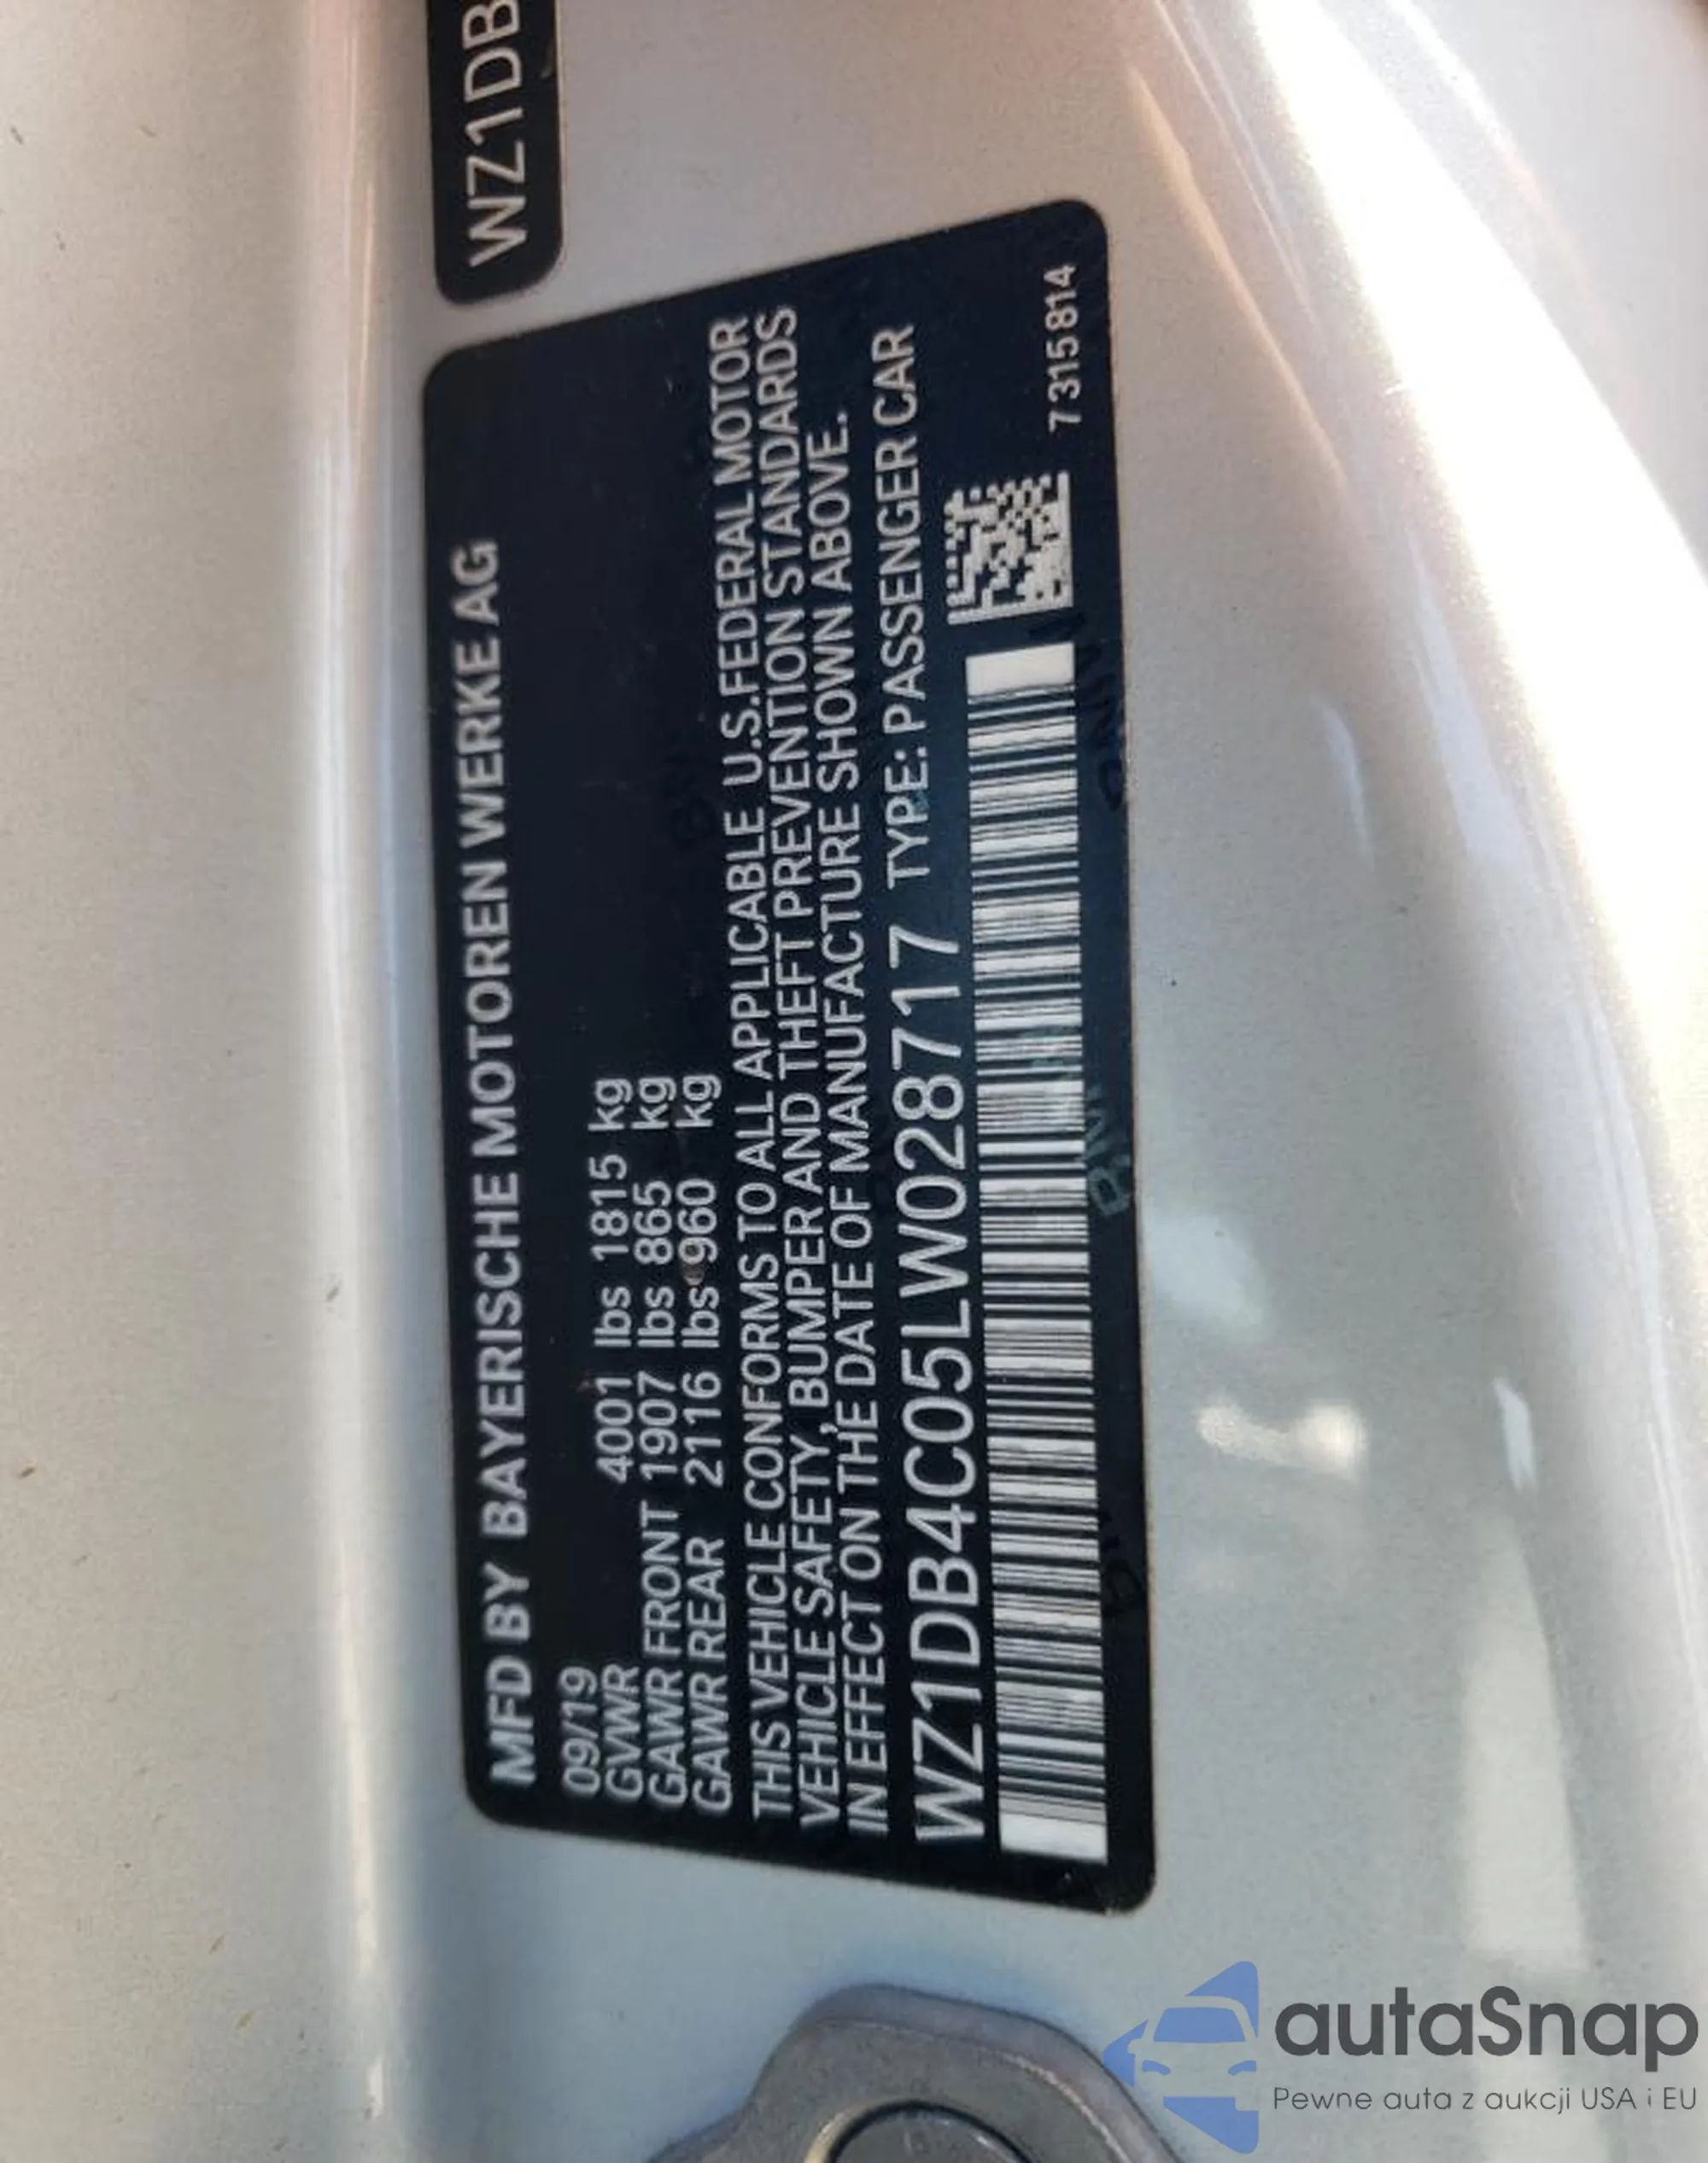 MFD BY BAYERISCHE MOTOREN WERKE AG
09/19
GVWR 4001 lbs 1815 kg
GAWR FRONT 1907 lbs 865 kg
GAWR REAR 2116 lbs 960 kg
THIS VEHICLE CONFORMS TO ALL APPLICABLE U.S.FEDERAL MOTOR
VEHICLE SAFETY, BUMPER AND THEFT PREVENTION STANDARDS
IN EFFECT ON THE DATE OF MANUFACTURE SHOWN ABOVE.
WZ1DB4C05LW028717 TYPE: PASSENGER CAR
7315814
WZ1DB
autaSnap
Pewne auta z aukcji USA i EU